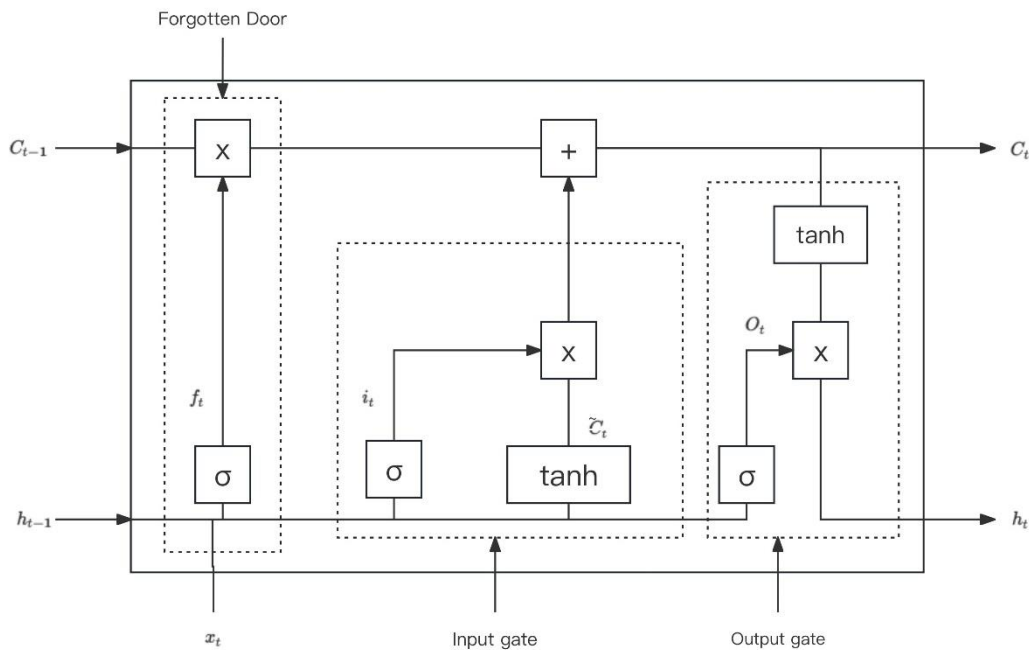 Forgotten Door
C_{t-1}
x
+
C_t
tanh
O_t
x
x
i_t
f_t
C̃_t
σ
σ
tanh
σ
h_{t-1}
h_t
x_t
Input gate
Output gate